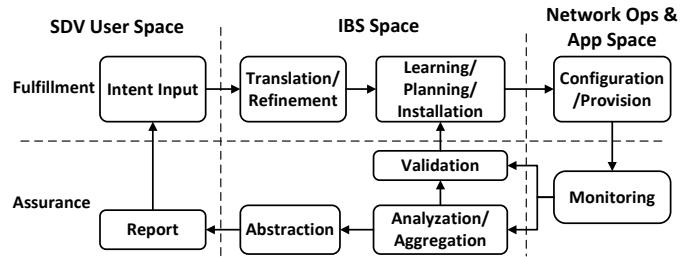 SDV User Space
IBS Space
Network Ops &
App Space
Fulfillment
Intent Input
Translation/
Refinement
Learning/
Planning/
Installation
Configuration
/Provision
Validation
Monitoring
Assurance
Report
Abstraction
Analyzation/
Aggregation